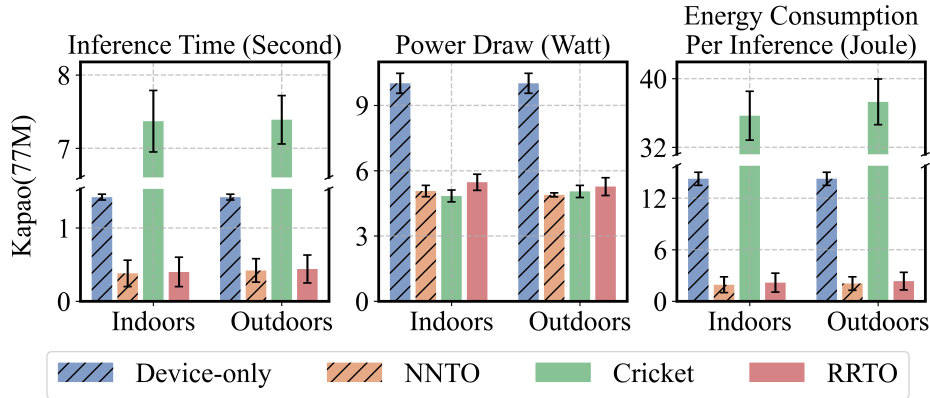 Inference Time (Second)
Power Draw (Watt)
Energy Consumption
Per Inference (Joule)
Kapao(77M)
8
7
1
0
Indoors
Outdoors
9
6
3
0
Indoors
Outdoors
40
32
12
6
0
Indoors
Outdoors
Device-only
NNTO
Cricket
RRTO